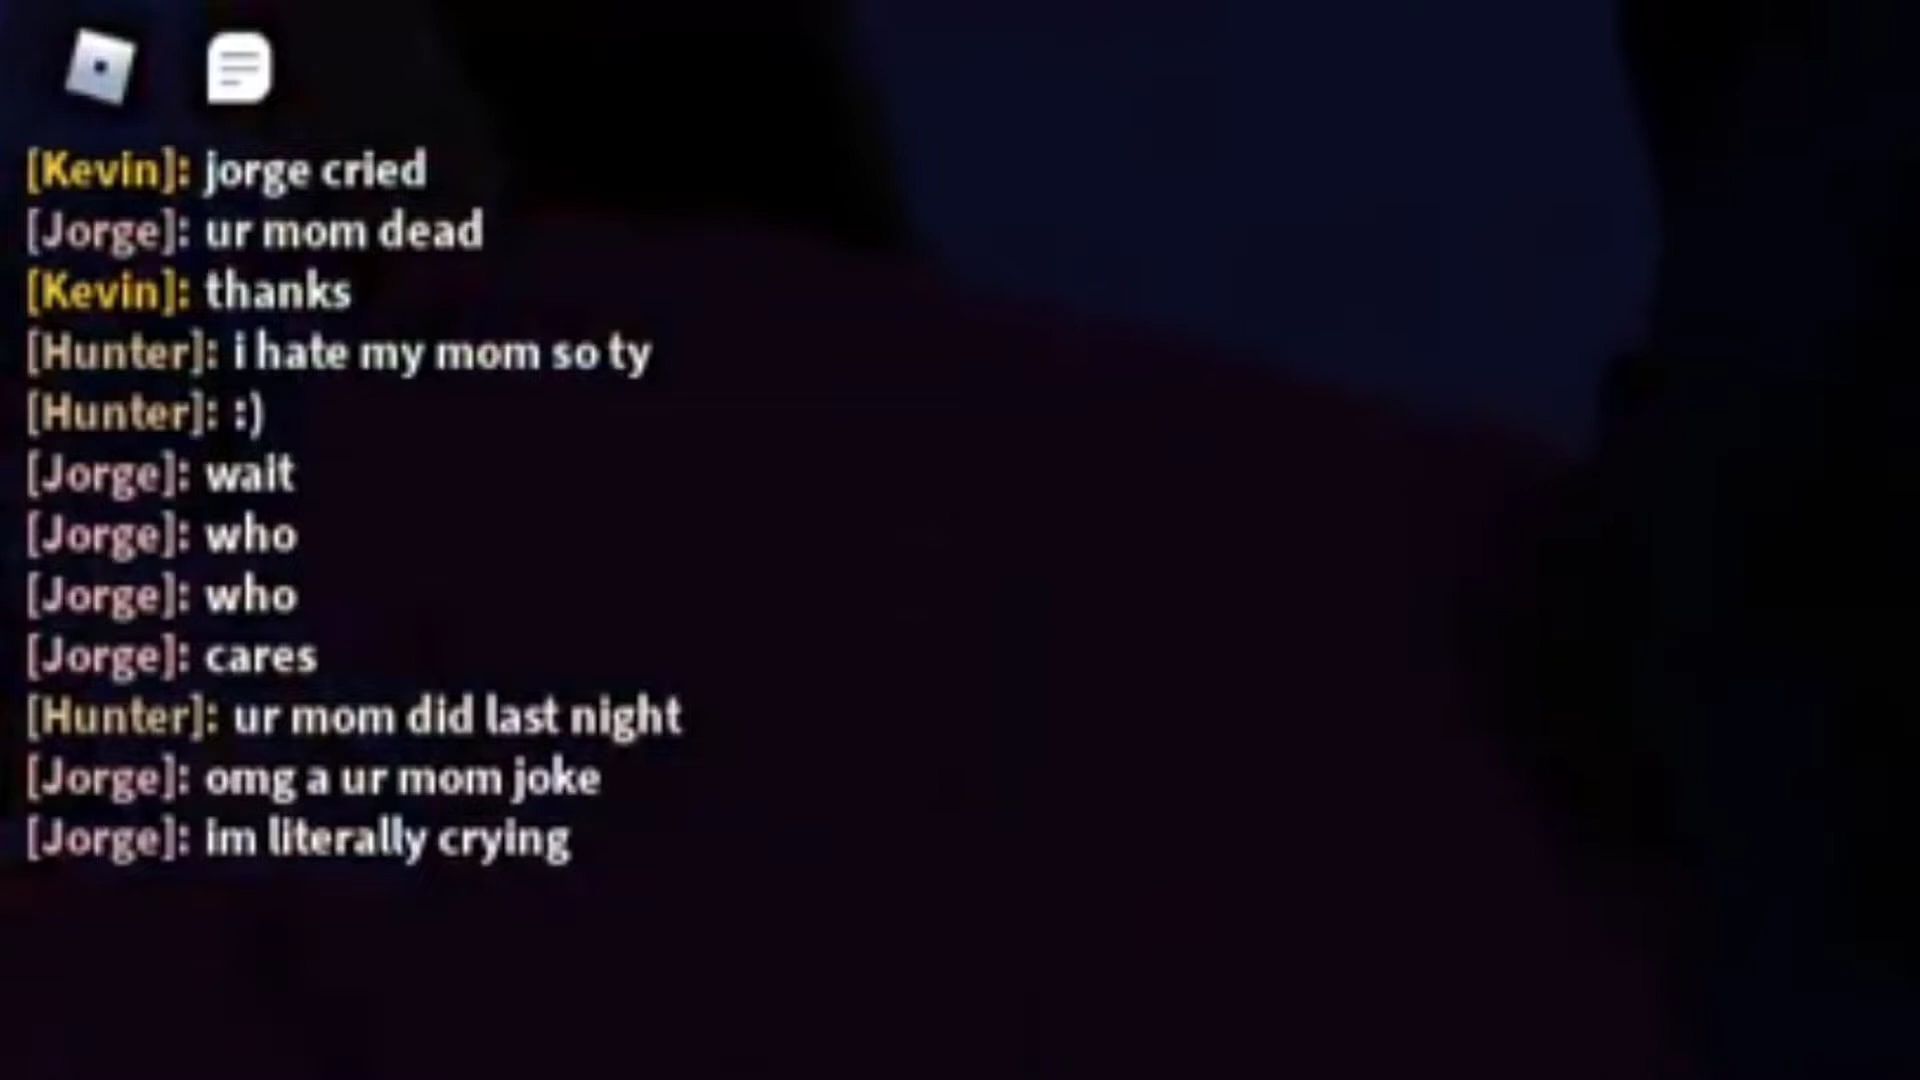 [Kevin]: jorge cried
[Jorge]: ur mom dead
[Kevin]: thanks
[Hunter]: i hate my mom so ty
[Hunter]: :)
[Jorge]: wait
[Jorge]: who
[Jorge]: who
[Jorge]: cares
[Hunter]: ur mom did last night
[Jorge]: omg a ur mom joke
[Jorge]: im literally crying